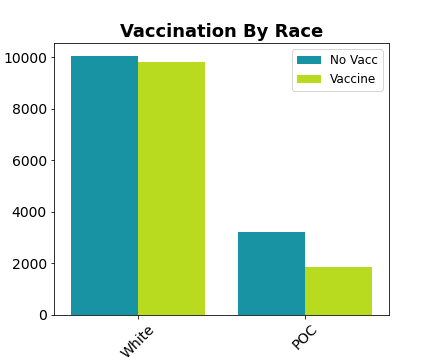 Vaccination By Race
No Vacc
Vaccine
10000
8000
6000
4000
2000
0
White
POC